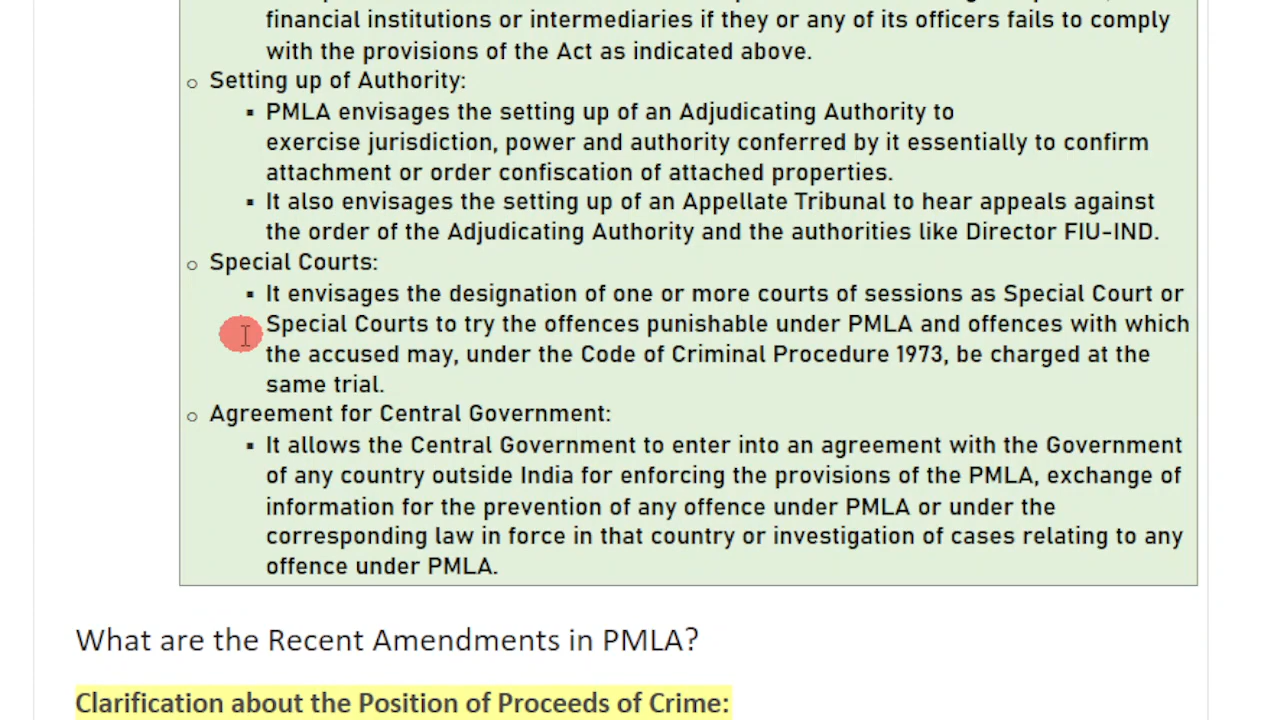 financial institutions or intermediaries if they or any of its officers fails to comply
with the provisions of the Act as indicated above.
o Setting up of Authority:
▪ PMLA envisages the setting up of an Adjudicating Authority to
exercise jurisdiction, power and authority conferred by it essentially to confirm
attachment or order confiscation of attached properties.
▪ It also envisages the setting up of an Appellate Tribunal to hear appeals against
the order of the Adjudicating Authority and the authorities like Director FIU-IND.
o Special Courts:
▪ It envisages the designation of one or more courts of sessions as Special Court or
Special Courts to try the offences punishable under PMLA and offences with which
the accused may, under the Code of Criminal Procedure 1973, be charged at the
same trial.
o Agreement for Central Government:
▪ It allows the Central Government to enter into an agreement with the Government
of any country outside India for enforcing the provisions of the PMLA, exchange of
information for the prevention of any offence under PMLA or under the
corresponding law in force in that country or investigation of cases relating to any
offence under PMLA.
What are the Recent Amendments in PMLA?
Clarification about the Position of Proceeds of Crime: